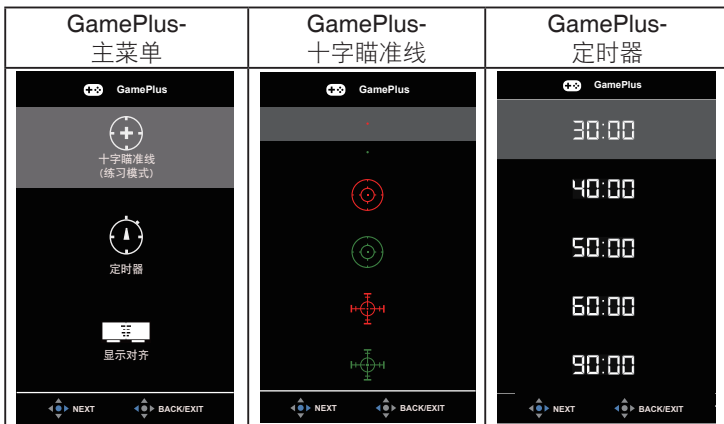 GamePlus-
主菜单
GamePlus-
十字瞄准线
GamePlus-
定时器
GamePlus
十字瞄准线
(练习模式)
定时器
显示对齐
NEXT BACK/EXIT
GamePlus
NEXT BACK/EXIT
GamePlus
30:00
40:00
50:00
60:00
90:00
NEXT BACK/EXIT